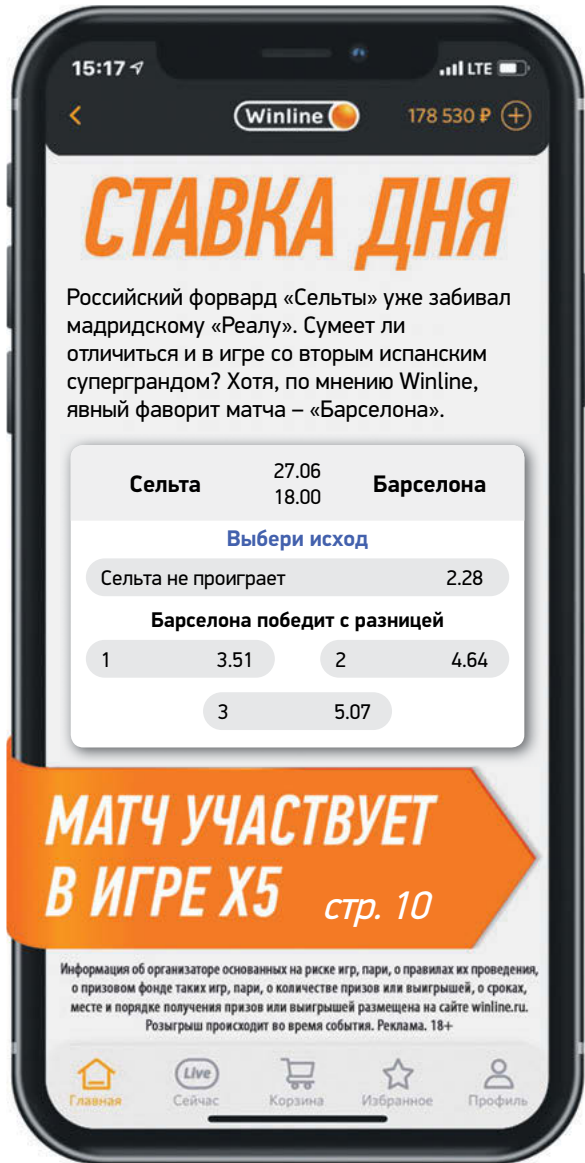 15:17 LTE
Winline 178 530 ₽
СТАВКА ДНЯ
Российский форвард «Сельты» уже забивал
мадридскому «Реалу». Сумеет ли
отличиться и в игре со вторым испанским
суперграндом? Хотя, по мнению Winline,
явный фаворит матча – «Барселона».
Сельта 27.06 Барселона
18.00
Выбери исход
Сельта не проиграет 2.28
Барселона победит с разницей
1 3.51 2 4.64
3 5.07
МАТЧ УЧАСТВУЕТ
В ИГРЕ Х5 стр. 10
Информация об организаторе основанных на риске игр, пари, о правилах их проведения,
о призовом фонде таких игр, пари, о количестве призов или выигрышей, о сроках,
месте и порядке получения призов или выигрышей размещена на сайте winline.ru.
Розыгрыш происходит во время события. Реклама. 18+
Live
Главная Сейчас Корзина Избранное Профиль